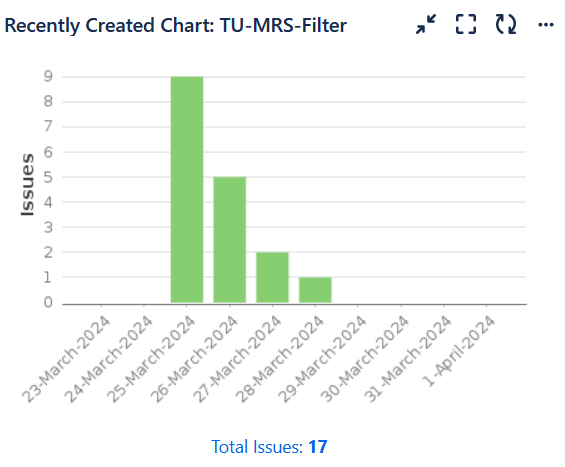 Recently Created Chart: TU-MRS-Filter
Issues
9
8
7
6
5
4
3
2
1
0
23-March-2024
24-March-2024
25-March-2024
26-March-2024
27-March-2024
28-March-2024
29-March-2024
30-March-2024
31-March-2024
1-April-2024
Total Issues: 17